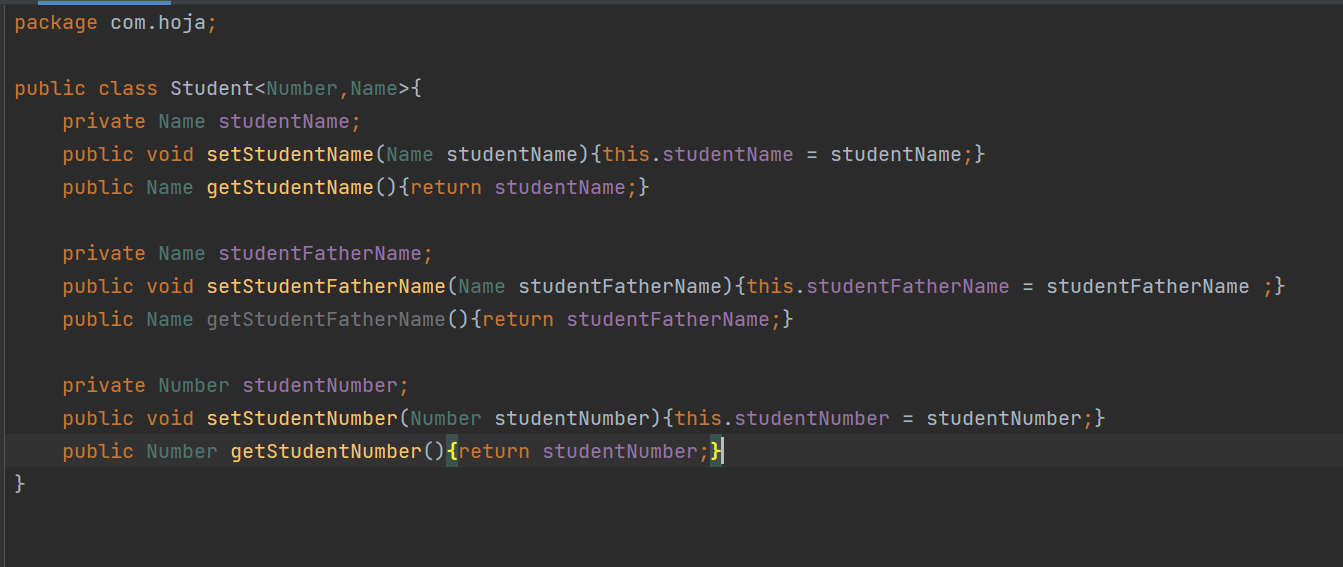 package com.hoja;
public class Student<Number,Name>{
private Name studentName;
public void setStudentName(Name studentName){this.studentName = studentName;}
public Name getStudentName(){return studentName;}
private Name studentFatherName;
public void setStudentFatherName(Name studentFatherName){this.studentFatherName = studentFatherName ;}
public Name getStudentFatherName(){return studentFatherName;}
private Number studentNumber;
public void setStudentNumber(Number studentNumber){this.studentNumber = studentNumber;}
public Number getStudentNumber(){return studentNumber;}
}